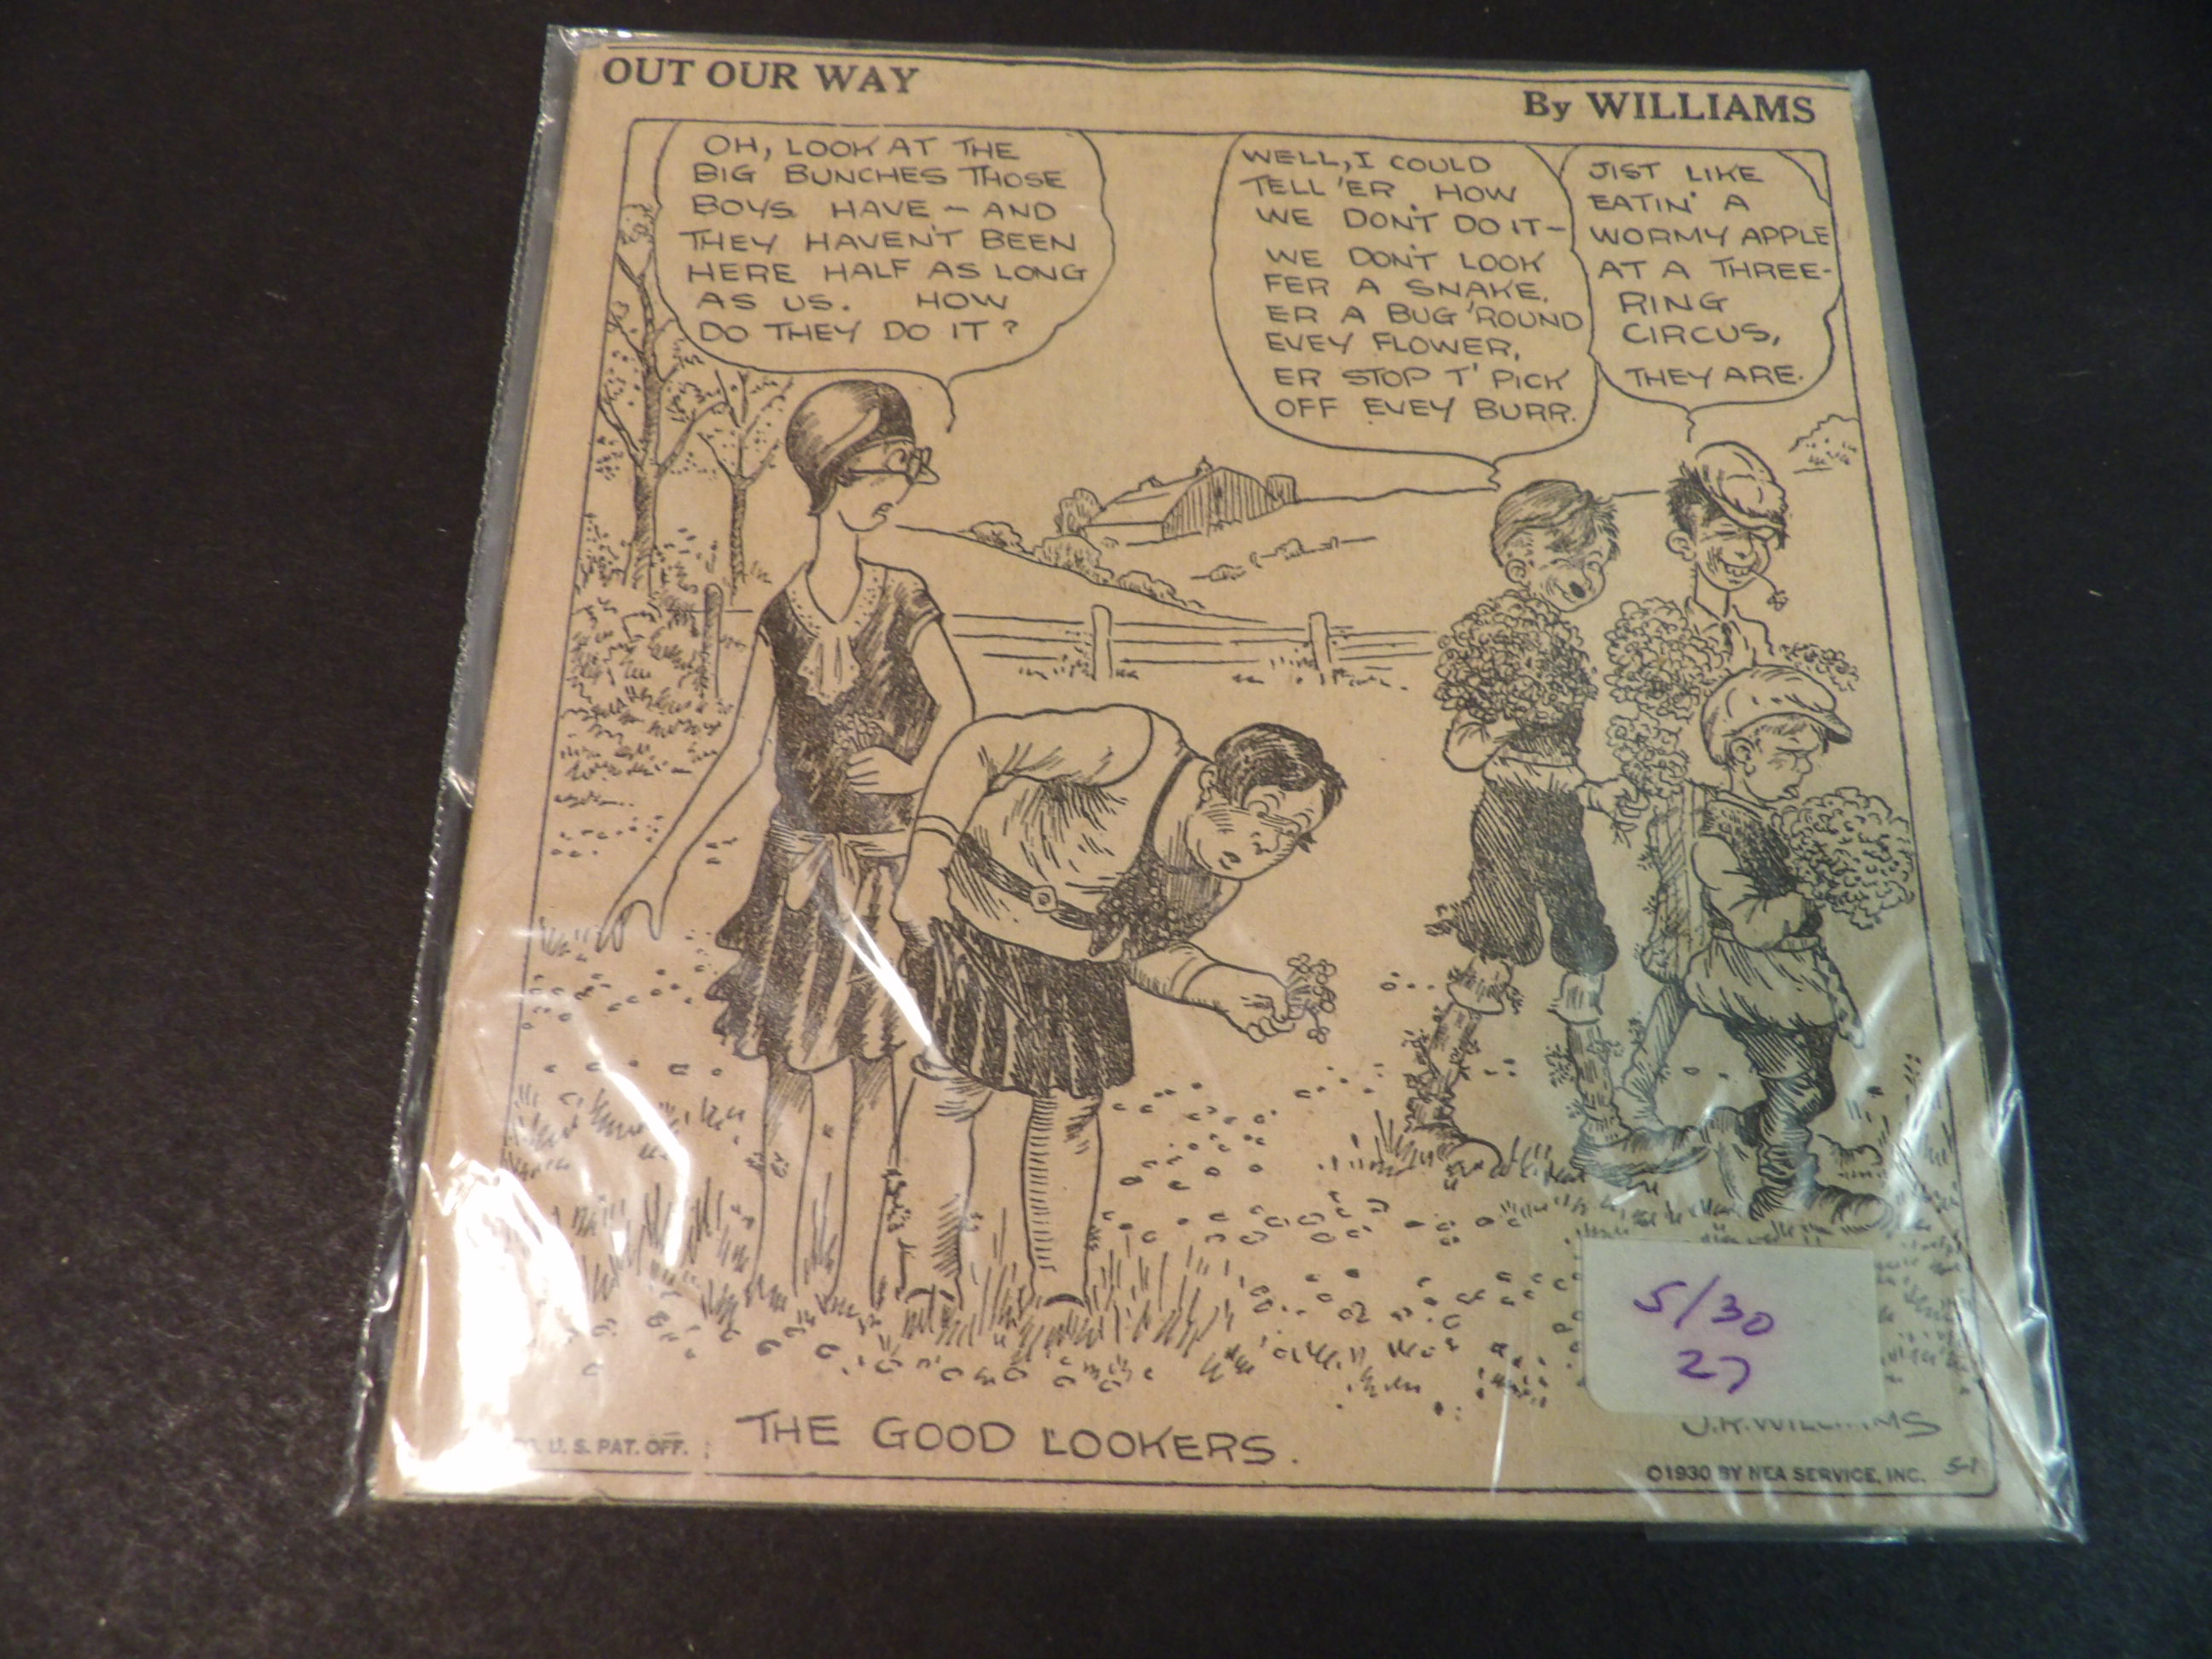 OUT OUR WAY
By WILLIAMS
OH, LOOK AT THE
BIG BUNCHES THOSE
BOYS HAVE — AND
THEY HAVEN'T BEEN
HERE HALF AS LONG
AS US. HOW
DO THEY DO IT?
WELL, I COULD
TELL 'ER HOW
WE DON'T DO IT—
WE DON'T LOOK
FER A SNAKE,
ER A BUG 'ROUND
EVEY FLOWER,
ER STOP T' PICK
OFF EVEY BURR.
JIST LIKE
EATIN' A
WORMY APPLE
AT A THREE-
RING
CIRCUS,
THEY ARE.
5/30
27
THE GOOD LOOKERS.
J.R.WILLIAMS
U. S. PAT. OFF.
©1930 BY NEA SERVICE, INC.